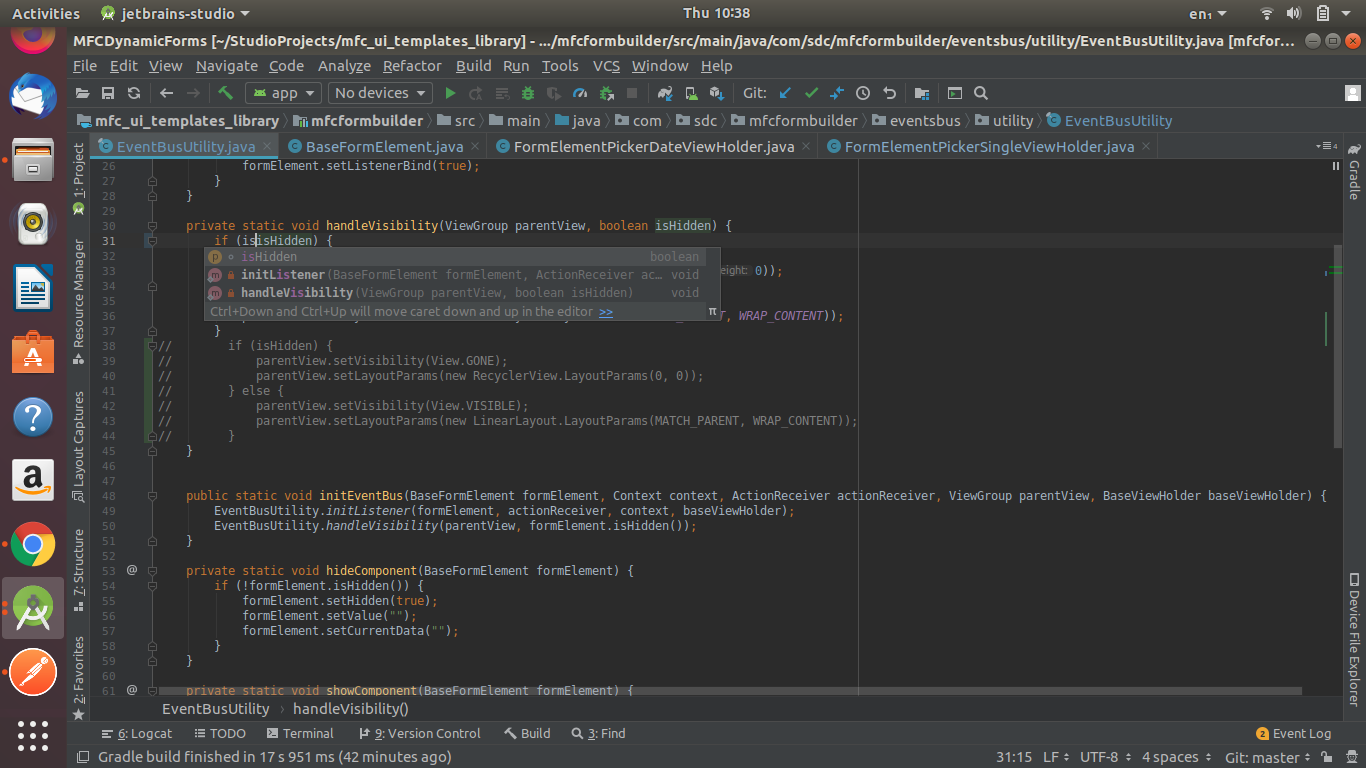 Activities jetbrains-studio Thu 10:38 en₁
MFCDynamicForms [~/StudioProjects/mfc_ui_templates_library] - .../mfcformbuilder/src/main/java/com/sdc/mfcformbuilder/eventsbus/utility/EventBusUtility.java [mfcfor...
File Edit View Navigate Code Analyze Refactor Build Run Tools VCS Window Help
app No devices Git:
mfc_ui_templates_library mfcformbuilder src main java com sdc mfcformbuilder eventsbus utility EventBusUtility
EventBusUtility.java BaseFormElement.java FormElementPickerDateViewHolder.java FormElementPickerSingleViewHolder.java 4
1: Project
Resource Manager
Layout Captures
7: Structure
2: Favorites
26 formElement.setListenerBind(true);
27 }
28 }
29
30 private static void handleVisibility(ViewGroup parentView, boolean isHidden) {
31 if (isisHidden) {
32 isHidden boolean
initListener(BaseFormElement formElement, ActionReceiver ac... void
33 eight: 0));
handleVisibility(ViewGroup parentView, boolean isHidden) void
34
35 Ctrl+Down and Ctrl+Up will move caret down and up in the editor >> π
36 T, WRAP_CONTENT));
37 }
38 // if (isHidden) {
39 // parentView.setVisibility(View.GONE);
40 // parentView.setLayoutParams(new RecyclerView.LayoutParams(0, 0));
41 // } else {
42 // parentView.setVisibility(View.VISIBLE);
43 // parentView.setLayoutParams(new LinearLayout.LayoutParams(MATCH_PARENT, WRAP_CONTENT));
44 // }
45 }
46
47
48 public static void initEventBus(BaseFormElement formElement, Context context, ActionReceiver actionReceiver, ViewGroup parentView, BaseViewHolder baseViewHolder) {
49 EventBusUtility.initListener(formElement, actionReceiver, context, baseViewHolder);
50 EventBusUtility.handleVisibility(parentView, formElement.isHidden());
51 }
52
53 @ private static void hideComponent(BaseFormElement formElement) {
54 if (!formElement.isHidden()) {
55 formElement.setHidden(true);
56 formElement.setValue("");
57 formElement.setCurrentData("");
58 }
59 }
60
61 @ private static void showComponent(BaseFormElement formElement) {
Gradle
Device File Explorer
EventBusUtility › handleVisibility()
6: Logcat TODO Terminal 9: Version Control Build 3: Find 2 Event Log
Gradle build finished in 17 s 951 ms (42 minutes ago) 31:15 LF UTF-8 4 spaces Git: master